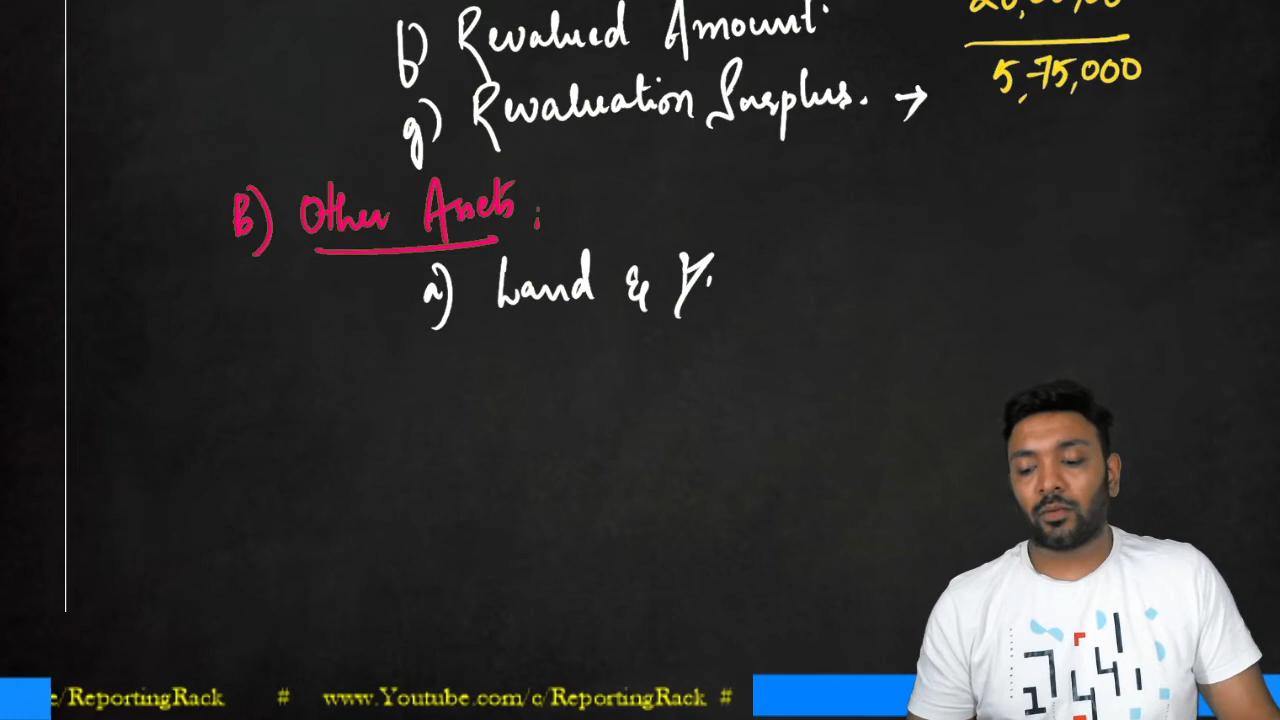 f) Revalued Amount
g) Revaluation Surplus. → 5,75,000
B) Other Assets:
a) Land &
e/ReportingRack # www.Youtube.com/c/ReportingRack #